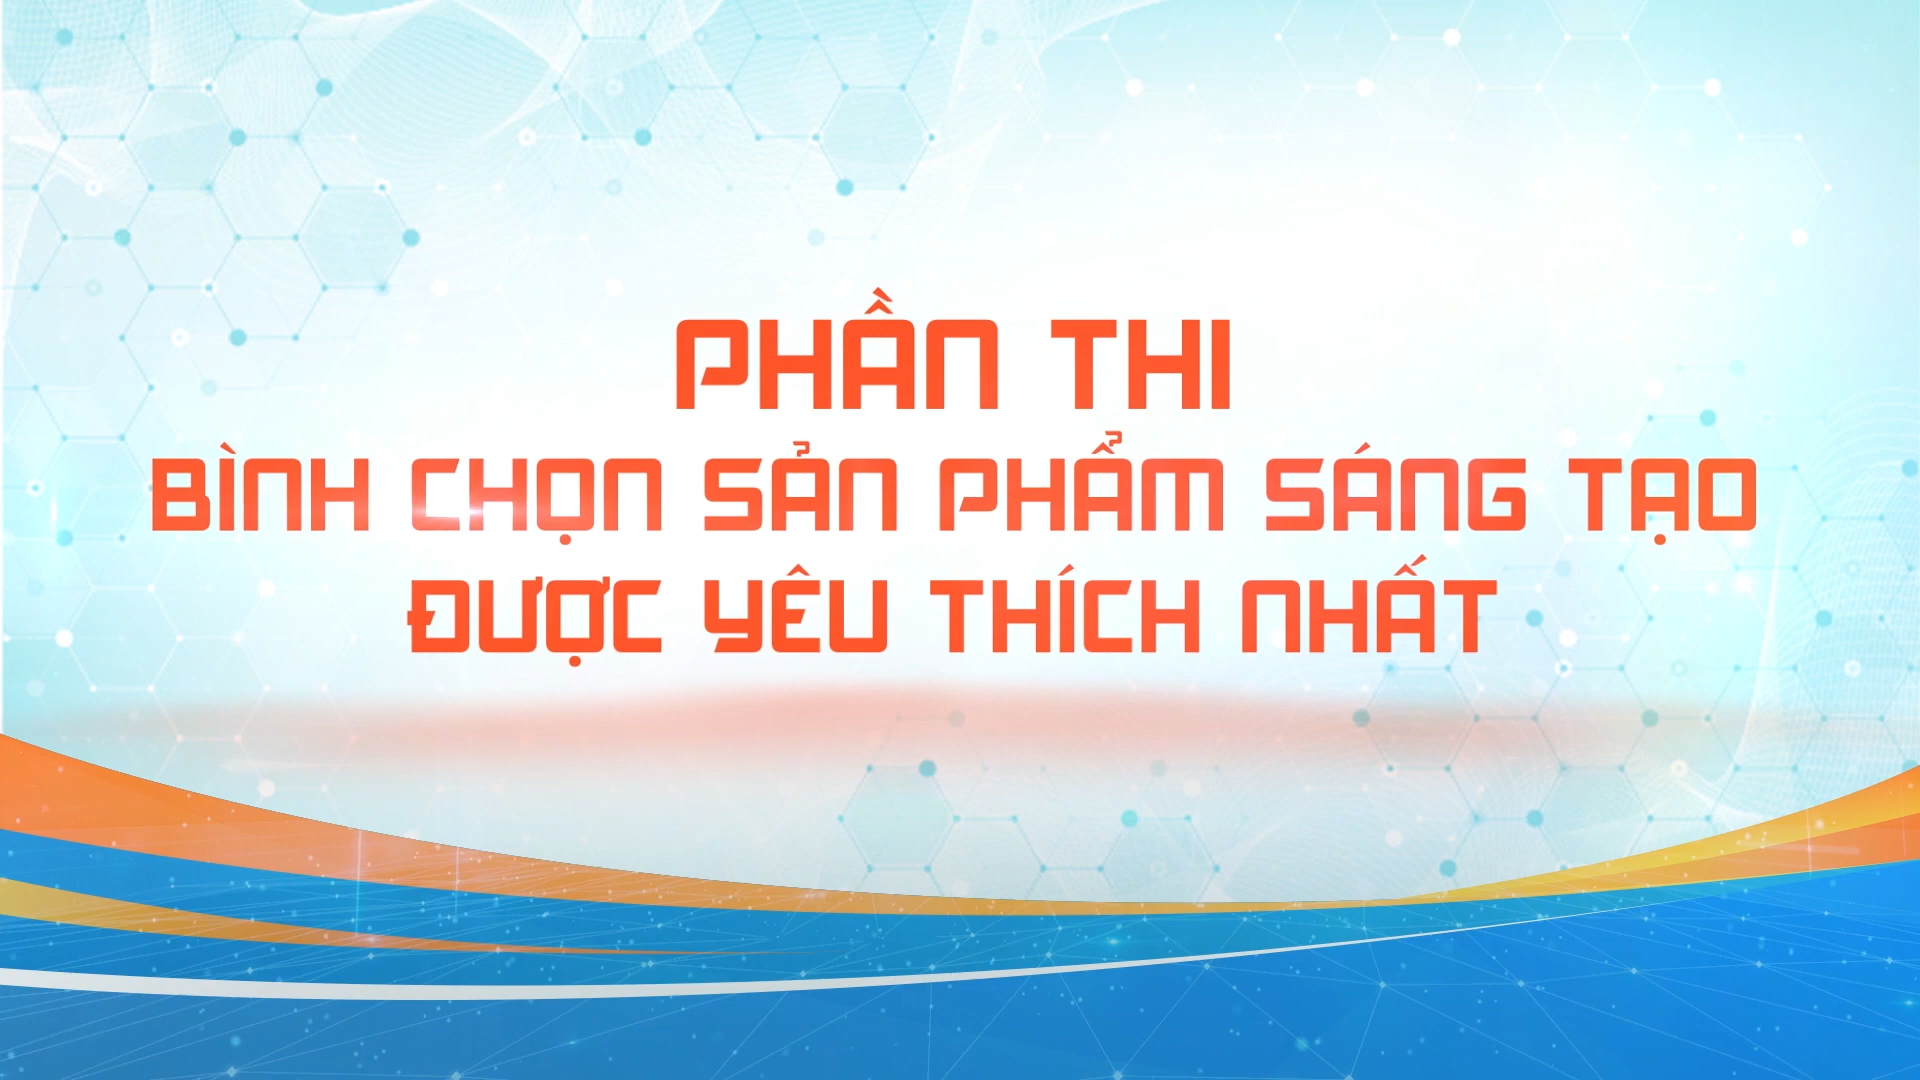 PHẦN THI
BÌNH CHỌN SẢN PHẨM SÁNG TẠO
ĐƯỢC YÊU THÍCH NHẤT